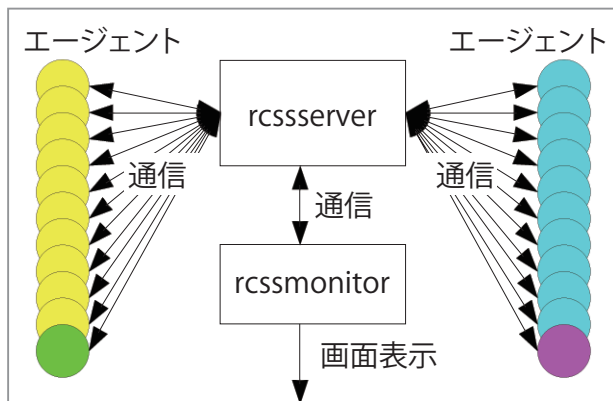 エージェント
エージェント
rcssserver
通信
通信
通信
rcssmonitor
画面表示